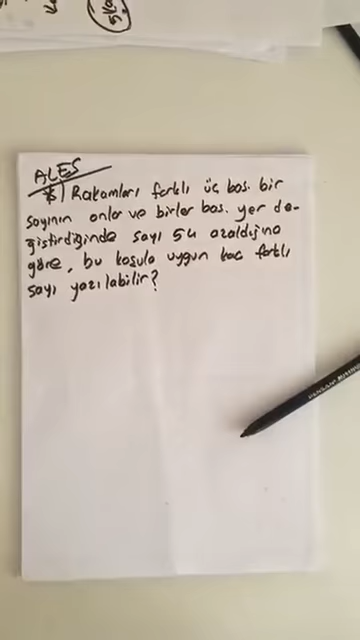 ALES
*) Rakamları farklı üç bas. bir
sayının onlar ve birler bas. yer de-
ğiştirdiğinde sayı 54 azaldığına
göre, bu koşula uygun kaç farklı
sayı yazılabilir?